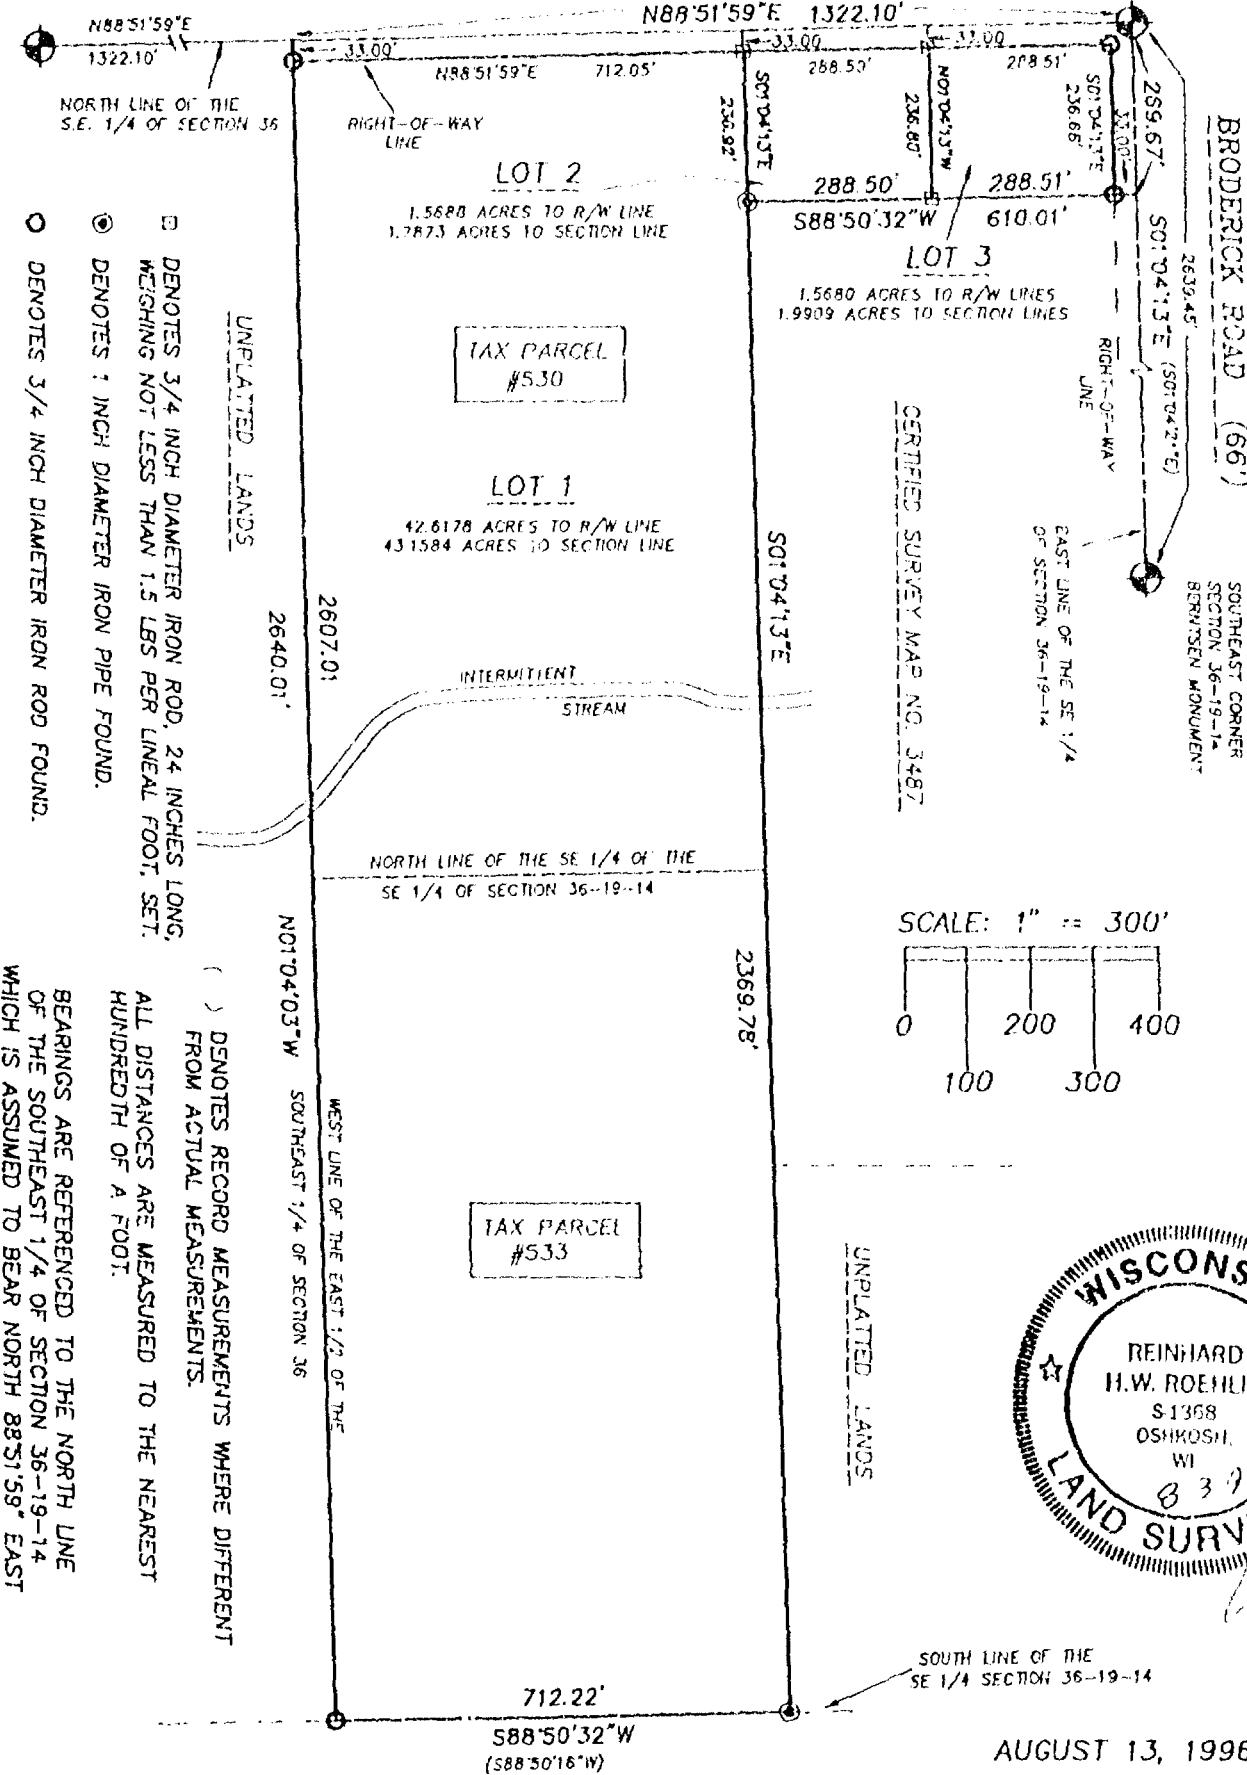 N88°51'59"E 1322.10'
N88°51'59"E
1322.10'
33.00'
33.00
33.00
N88°51'59"E 712.05'
288.50'
288.51'
NORTH LINE OF THE
S.E. 1/4 OF SECTION 36
RIGHT-OF-WAY
LINE
S01°04'13"E
236.92'
N01°04'13"W
236.80'
S01°04'13"E
236.68'
33.00'
269.67'
S01°04'13"E
2639.45'
BRODERICK ROAD (66')
LOT 2
1.5688 ACRES TO R/W LINE
1.7873 ACRES TO SECTION LINE
288.50'
288.51'
S88°50'32"W 610.01'
LOT 3
1.5680 ACRES TO R/W LINES
1.9909 ACRES TO SECTION LINES
RIGHT-OF-WAY
LINE
TAX PARCEL
#530
CERTIFIED SURVEY MAP NO. 3487
EAST LINE OF THE SE 1/4
OF SECTION 36-19-14
SOUTHEAST CORNER
SECTION 36-19-14
BERNTSEN MONUMENT
LOT 1
42.6178 ACRES TO R/W LINE
43.1584 ACRES TO SECTION LINE
UNPLATTED LANDS
2607.01
2640.01'
S01°04'13"E
INTERMITTENT
STREAM
NORTH LINE OF THE SE 1/4 OF THE
SE 1/4 OF SECTION 36-19-14
N01°04'03"W
2369.78'
WEST LINE OF THE EAST 1/2 OF THE
SOUTHEAST 1/4 OF SECTION 36
SCALE: 1" = 300'
0 200 400
100 300
TAX PARCEL
#533
UNPLATTED LANDS
DENOTES 3/4 INCH DIAMETER IRON ROD, 24 INCHES LONG,
WEIGHING NOT LESS THAN 1.5 LBS PER LINEAL FOOT, SET.
DENOTES 1 INCH DIAMETER IRON PIPE FOUND.
DENOTES 3/4 INCH DIAMETER IRON ROD FOUND.
( ) DENOTES RECORD MEASUREMENTS WHERE DIFFERENT
FROM ACTUAL MEASUREMENTS.
ALL DISTANCES ARE MEASURED TO THE NEAREST
HUNDREDTH OF A FOOT.
BEARINGS ARE REFERENCED TO THE NORTH LINE
OF THE SOUTHEAST 1/4 OF SECTION 36-19-14
WHICH IS ASSUMED TO BEAR NORTH 88°51'59" EAST
WISCONS
REINHARD
H.W. ROEHLI
S-1368
OSHKOSH,
WI
LAND SURV
SOUTH LINE OF THE
SE 1/4 SECTION 36-19-14
712.22'
S88°50'32"W
(S88°50'16"W)
AUGUST 13, 1996